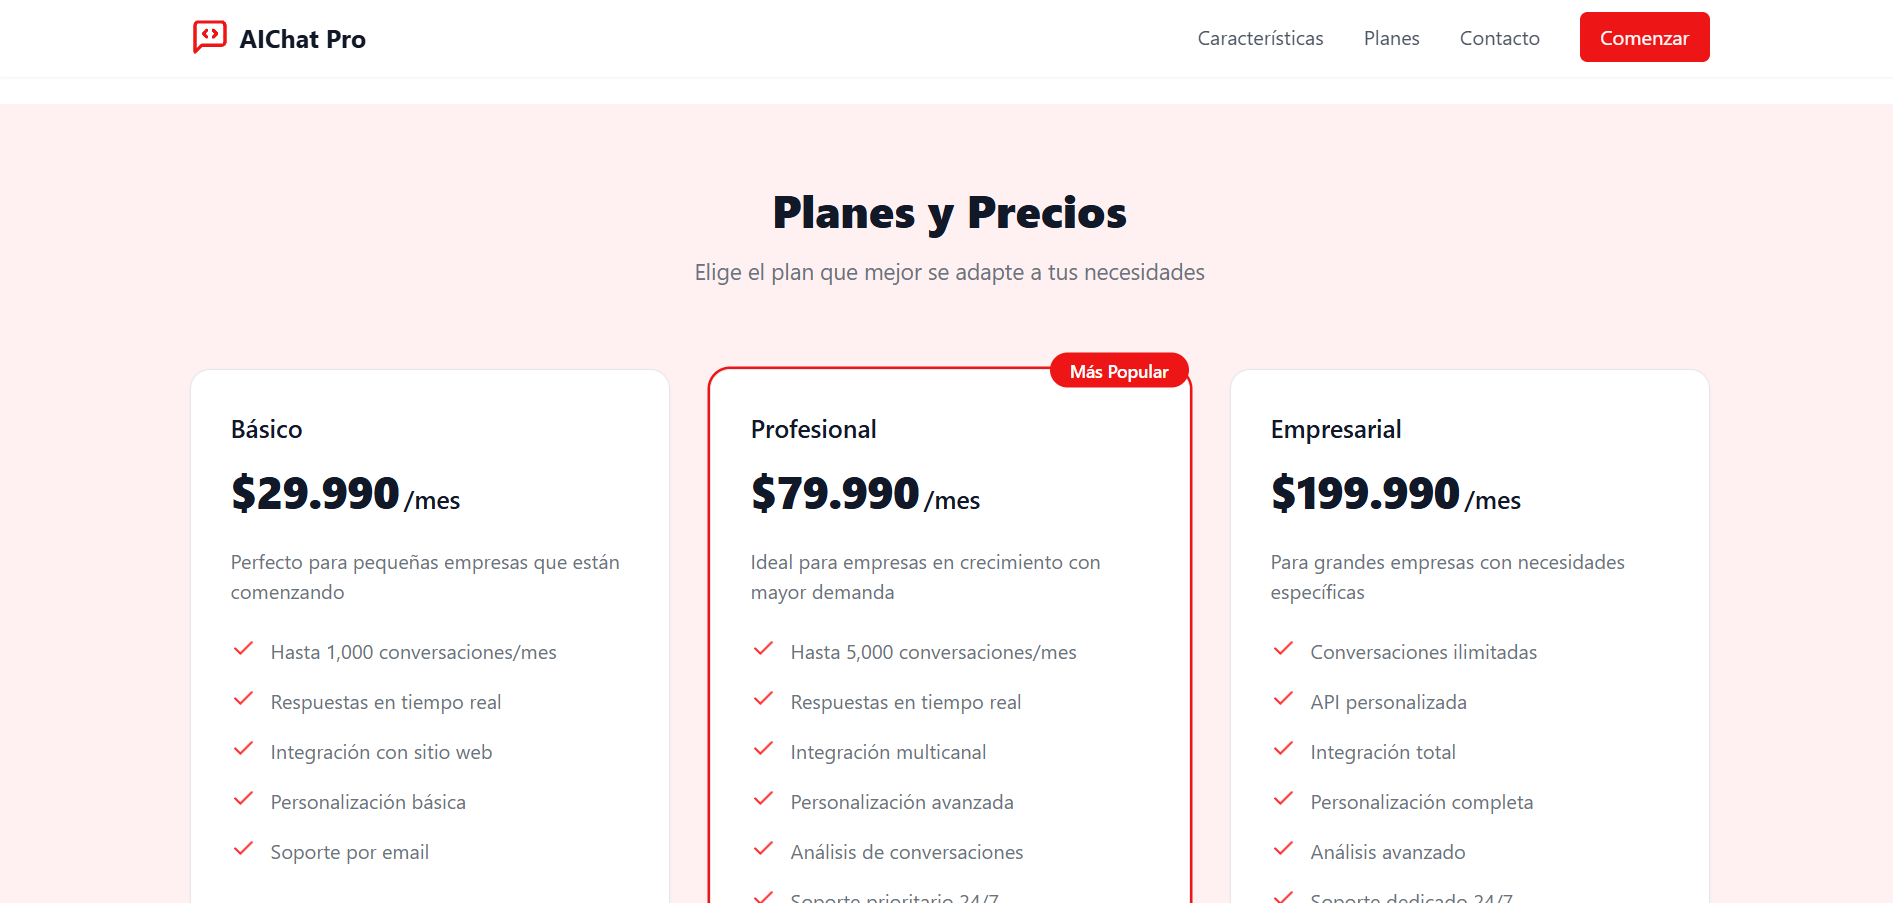 AIChat Pro
Características
Planes
Contacto
Comenzar
Planes y Precios
Elige el plan que mejor se adapte a tus necesidades
Básico
$29.990/mes
Perfecto para pequeñas empresas que están
comenzando
Hasta 1,000 conversaciones/mes
Respuestas en tiempo real
Integración con sitio web
Personalización básica
Soporte por email
Más Popular
Profesional
$79.990/mes
Ideal para empresas en crecimiento con
mayor demanda
Hasta 5,000 conversaciones/mes
Respuestas en tiempo real
Integración multicanal
Personalización avanzada
Análisis de conversaciones
Soporte prioritario 24/7
Empresarial
$199.990/mes
Para grandes empresas con necesidades
específicas
Conversaciones ilimitadas
API personalizada
Integración total
Personalización completa
Análisis avanzado
Soporte dedicado 24/7